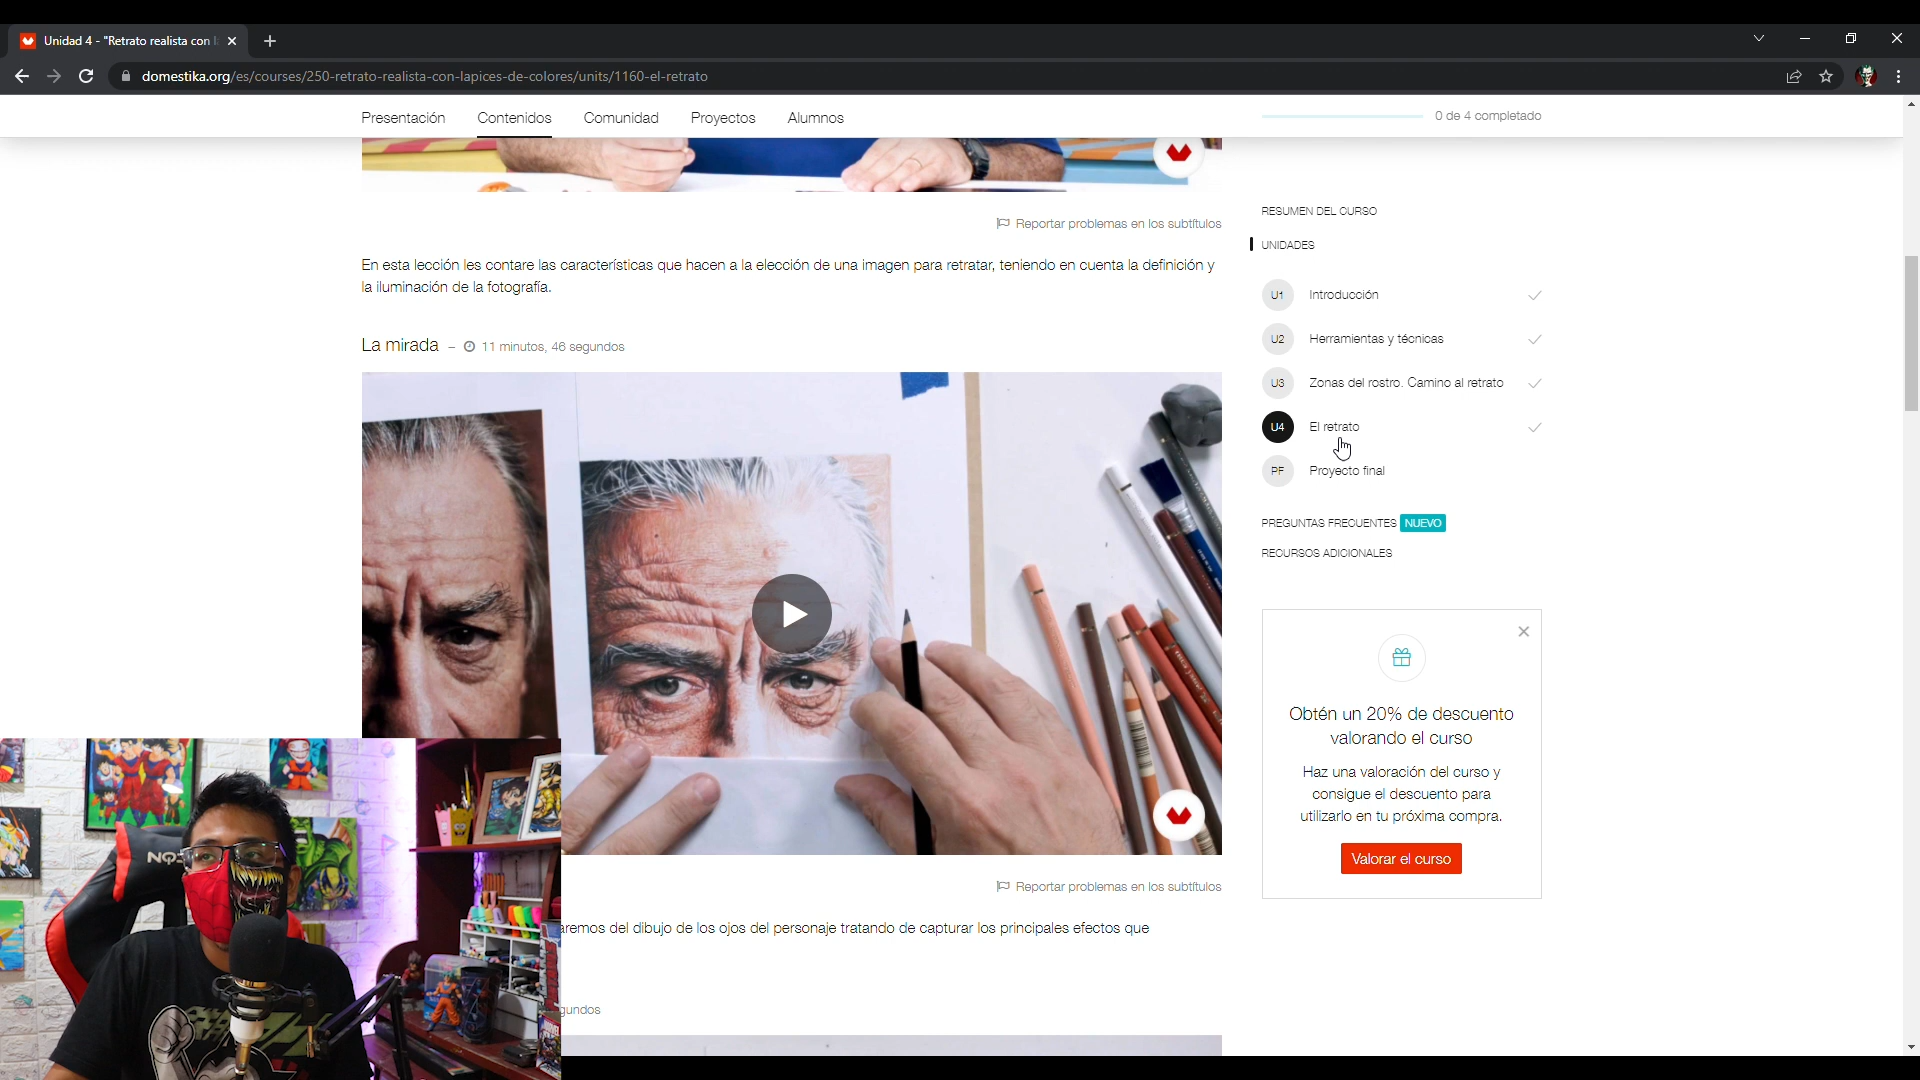 Unidad 4 - "Retrato realista con l
domestika.org/es/courses/250-retrato-realista-con-lapices-de-colores/units/1160-el-retrato
Presentación
Contenidos
Comunidad
Proyectos
Alumnos
0 de 4 completado
Reportar problemas en los subtítulos
En esta lección les contare las características que hacen a la elección de una imagen para retratar, teniendo en cuenta la definición y
la iluminación de la fotografía.
La mirada – 11 minutos, 46 segundos
Reportar problemas en los subtítulos
aremos del dibujo de los ojos del personaje tratando de capturar los principales efectos que
gundos
RESUMEN DEL CURSO
UNIDADES
U1 Introducción
U2 Herramientas y técnicas
U3 Zonas del rostro. Camino al retrato
U4 El retrato
PF Proyecto final
PREGUNTAS FRECUENTES NUEVO
RECURSOS ADICIONALES
Obtén un 20% de descuento
valorando el curso
Haz una valoración del curso y
consigue el descuento para
utilizarlo en tu próxima compra.
Valorar el curso